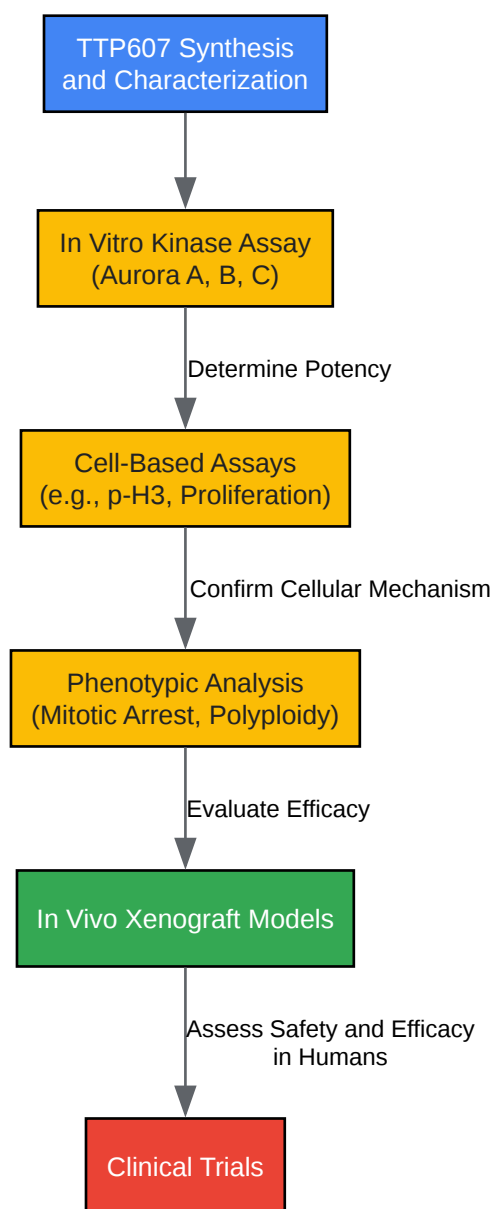 TTP607 Synthesis
and Characterization
In Vitro Kinase Assay
(Aurora A, B, C)
Determine Potency
Cell-Based Assays
(e.g., p-H3, Proliferation)
Confirm Cellular Mechanism
Phenotypic Analysis
(Mitotic Arrest, Polyploidy)
Evaluate Efficacy
In Vivo Xenograft Models
Assess Safety and Efficacy
in Humans
Clinical Trials